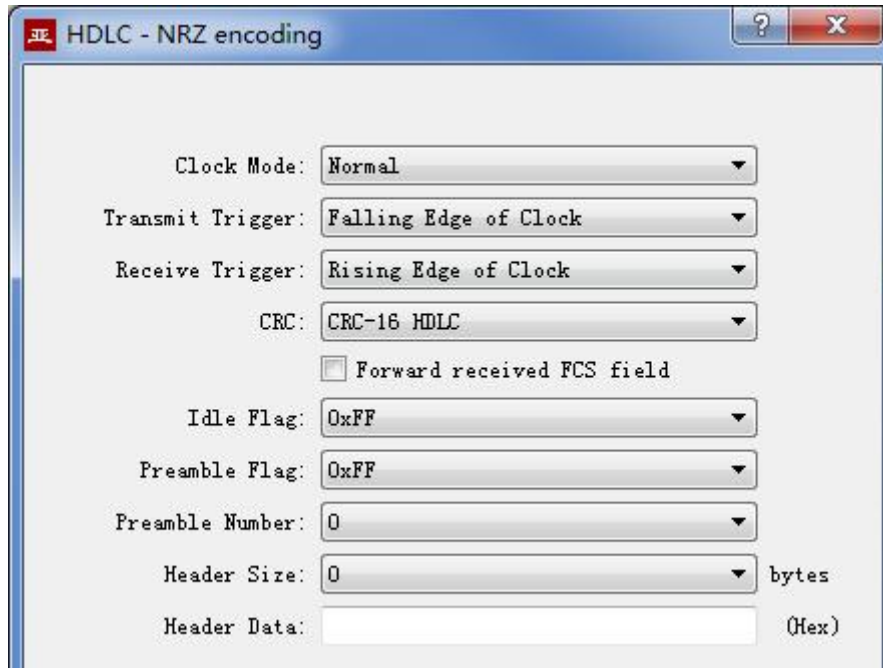 亚 HDLC - NRZ encoding ? X
Clock Mode: Normal
Transmit Trigger: Falling Edge of Clock
Receive Trigger: Rising Edge of Clock
CRC: CRC-16 HDLC
Forward received FCS field
Idle Flag: 0xFF
Preamble Flag: 0xFF
Preamble Number: 0
Header Size: 0 bytes
Header Data: (Hex)